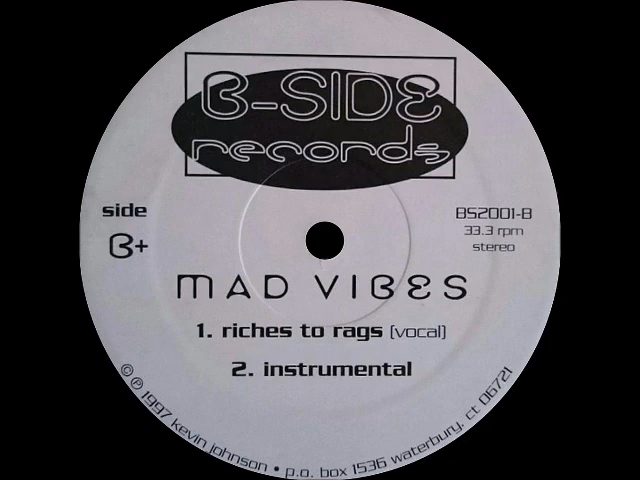 B-SIDE
records
side
B+
BS2001-B
33.3 rpm
stereo
MAD VIBES
1. riches to rags (vocal)
2. instrumental
© ℗ 1997 kevin johnson • p.o. box 1536 waterbury, ct 06721